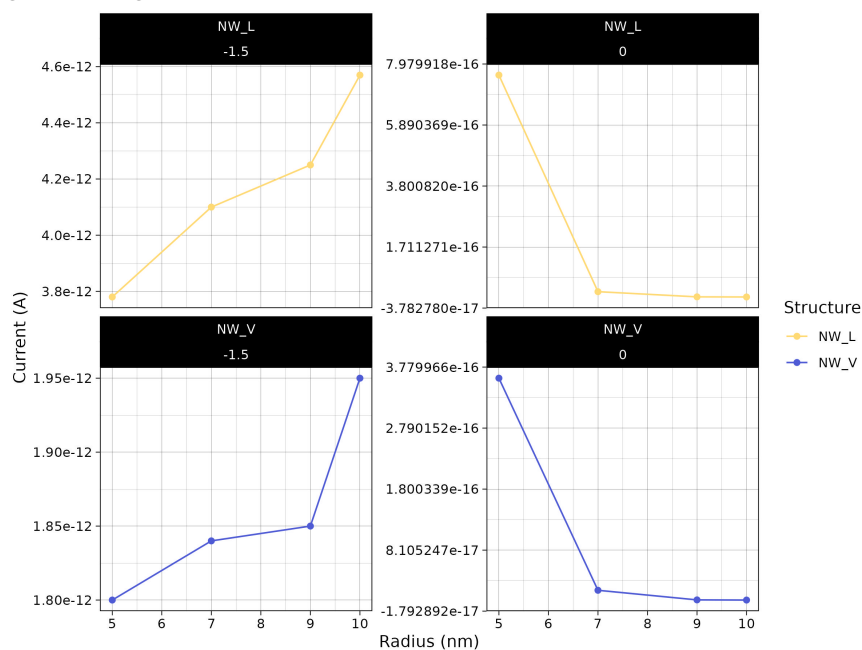 NW_L
-1.5
NW_L
0
4.6e-12
4.4e-12
4.2e-12
4.0e-12
3.8e-12
7.979918e-16
5.890369e-16
3.800820e-16
1.711271e-16
-3.782780e-17
NW_V
-1.5
NW_V
0
1.95e-12
1.90e-12
1.85e-12
1.80e-12
3.779966e-16
2.790152e-16
1.800339e-16
8.105247e-17
-1.792892e-17
5 6 7 8 9 10
5 6 7 8 9 10
Radius (nm)
Current (A)
Structure
NW_L
NW_V